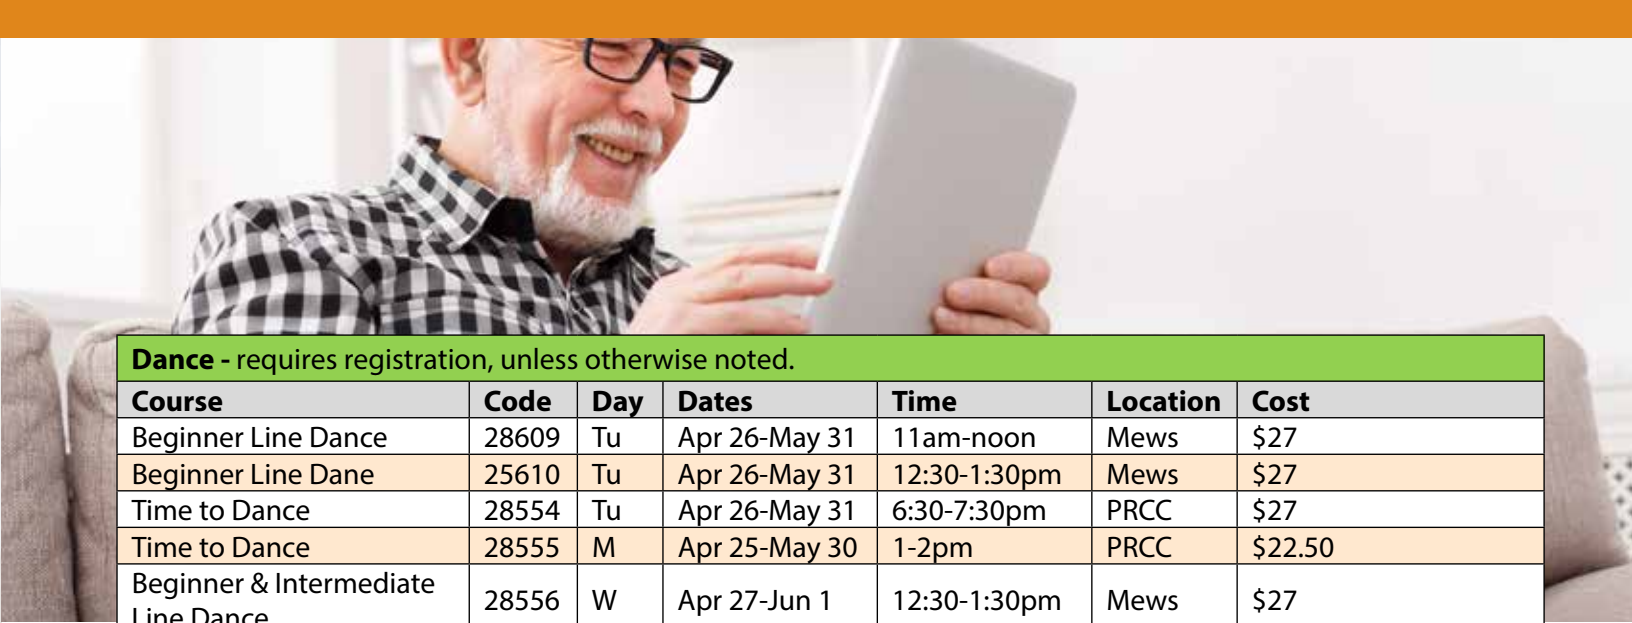 Dance - requires registration, unless otherwise noted.
Course Code Day Dates Time Location Cost
Beginner Line Dance 28609 Tu Apr 26-May 31 11am-noon Mews $27
Beginner Line Dane 25610 Tu Apr 26-May 31 12:30-1:30pm Mews $27
Time to Dance 28554 Tu Apr 26-May 31 6:30-7:30pm PRCC $27
Time to Dance 28555 M Apr 25-May 30 1-2pm PRCC $22.50
Beginner & Intermediate
Line Dance 28556 W Apr 27-Jun 1 12:30-1:30pm Mews $27